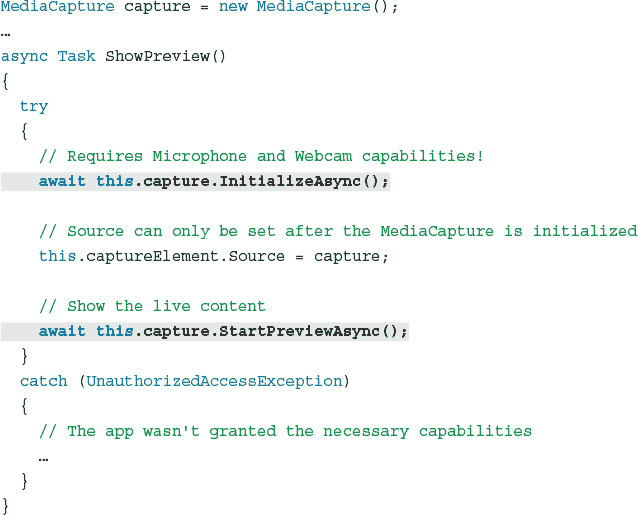 MediaCapture capture = new MediaCapture();
…
async Task ShowPreview()
{
  try
  {
    // Requires Microphone and Webcam capabilities!
    await this.capture.InitializeAsync();

    // Source can only be set after the MediaCapture is initialized
    this.captureElement.Source = capture;

    // Show the live content
    await this.capture.StartPreviewAsync();
  }
  catch (UnauthorizedAccessException)
  {
    // The app wasn't granted the necessary capabilities
    …
  }
}